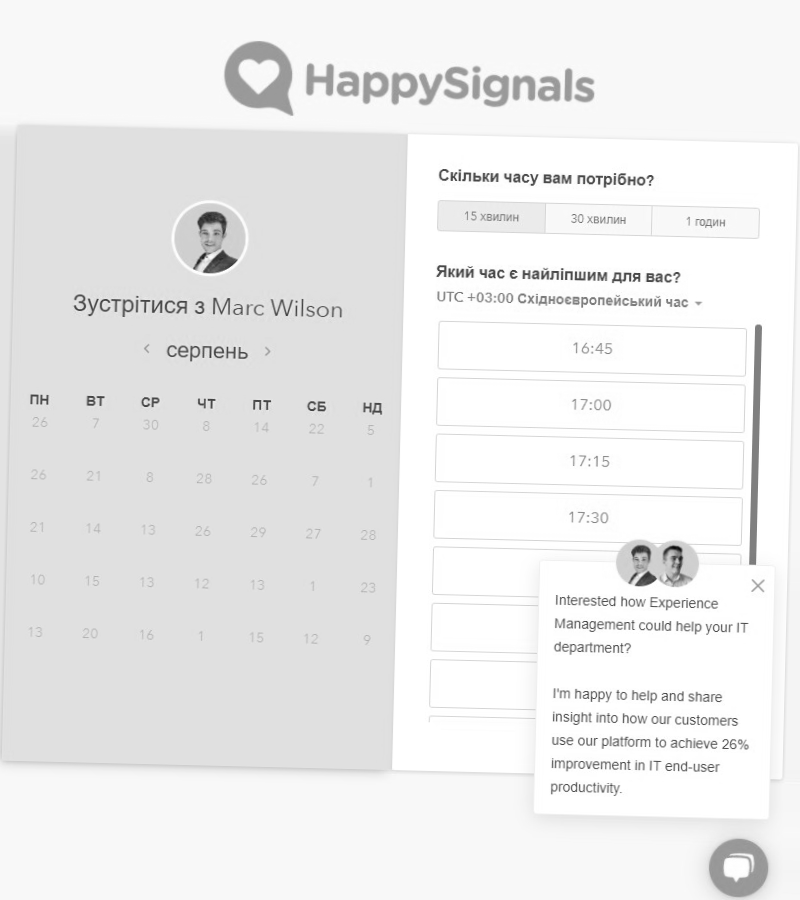 HappySignals
Зустрітися з Marc Wilson
серпень
ПН ВТ СР ЧТ ПТ СБ НД
26 7 30 8 14 22 5
26 21 8 28 26 7 1
21 14 13 26 29 27 28
10 15 13 12 13 1 23
13 20 16 1 15 12 9
Скільки часу вам потрібно?
15 хвилин 30 хвилин 1 годин
Який час є найліпшим для вас?
UTC +03:00 Східноєвропейський час
16:45
17:00
17:15
17:30
Interested how Experience
Management could help your IT
department?
I'm happy to help and share
insight into how our customers
use our platform to achieve 26%
improvement in IT end-user
productivity.